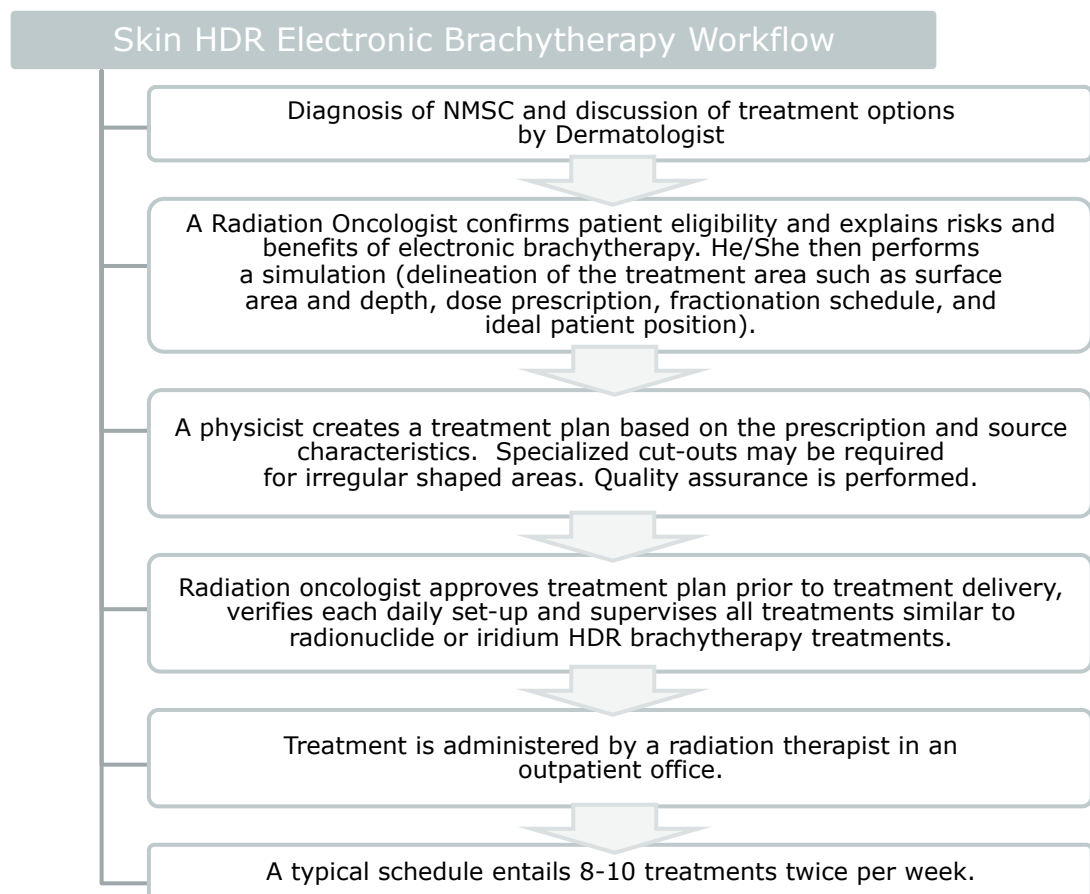 Skin HDR Electronic Brachytherapy Workflow
Diagnosis of NMSC and discussion of treatment options
by Dermatologist
A Radiation Oncologist confirms patient eligibility and explains risks and
benefits of electronic brachytherapy. He/She then performs
a simulation (delineation of the treatment area such as surface
area and depth, dose prescription, fractionation schedule, and
ideal patient position).
A physicist creates a treatment plan based on the prescription and source
characteristics.  Specialized cut-outs may be required
for irregular shaped areas. Quality assurance is performed.
Radiation oncologist approves treatment plan prior to treatment delivery,
verifies each daily set-up and supervises all treatments similar to
radionuclide or iridium HDR brachytherapy treatments.
Treatment is administered by a radiation therapist in an
outpatient office.
A typical schedule entails 8-10 treatments twice per week.